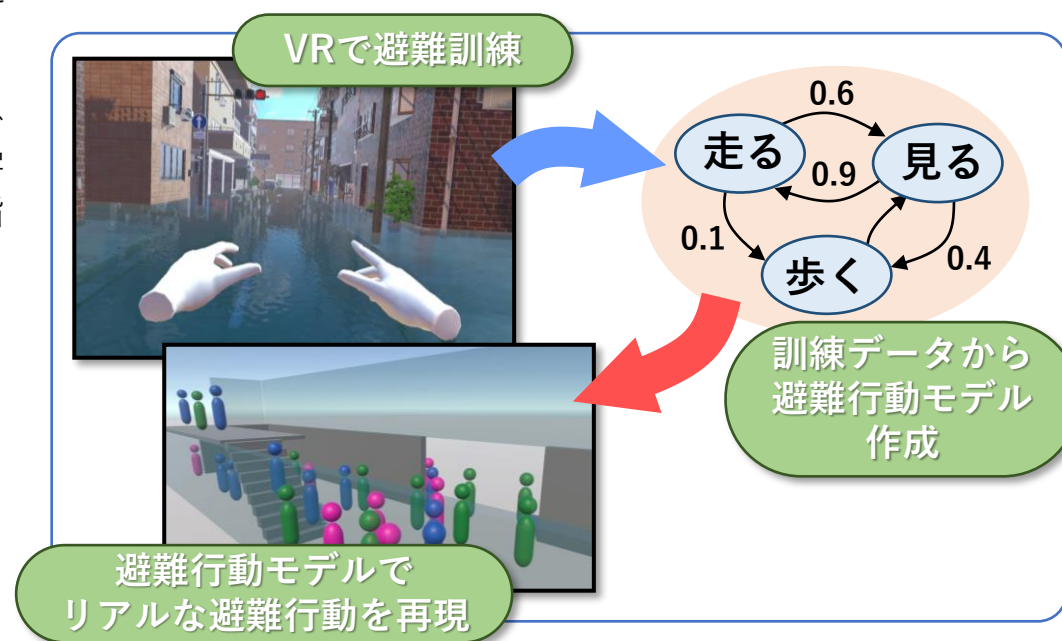 VRで避難訓練
0.6
走る
見る
0.9
0.1
歩く
0.4
訓練データから
避難行動モデル
作成
避難行動モデルで
リアルな避難行動を再現